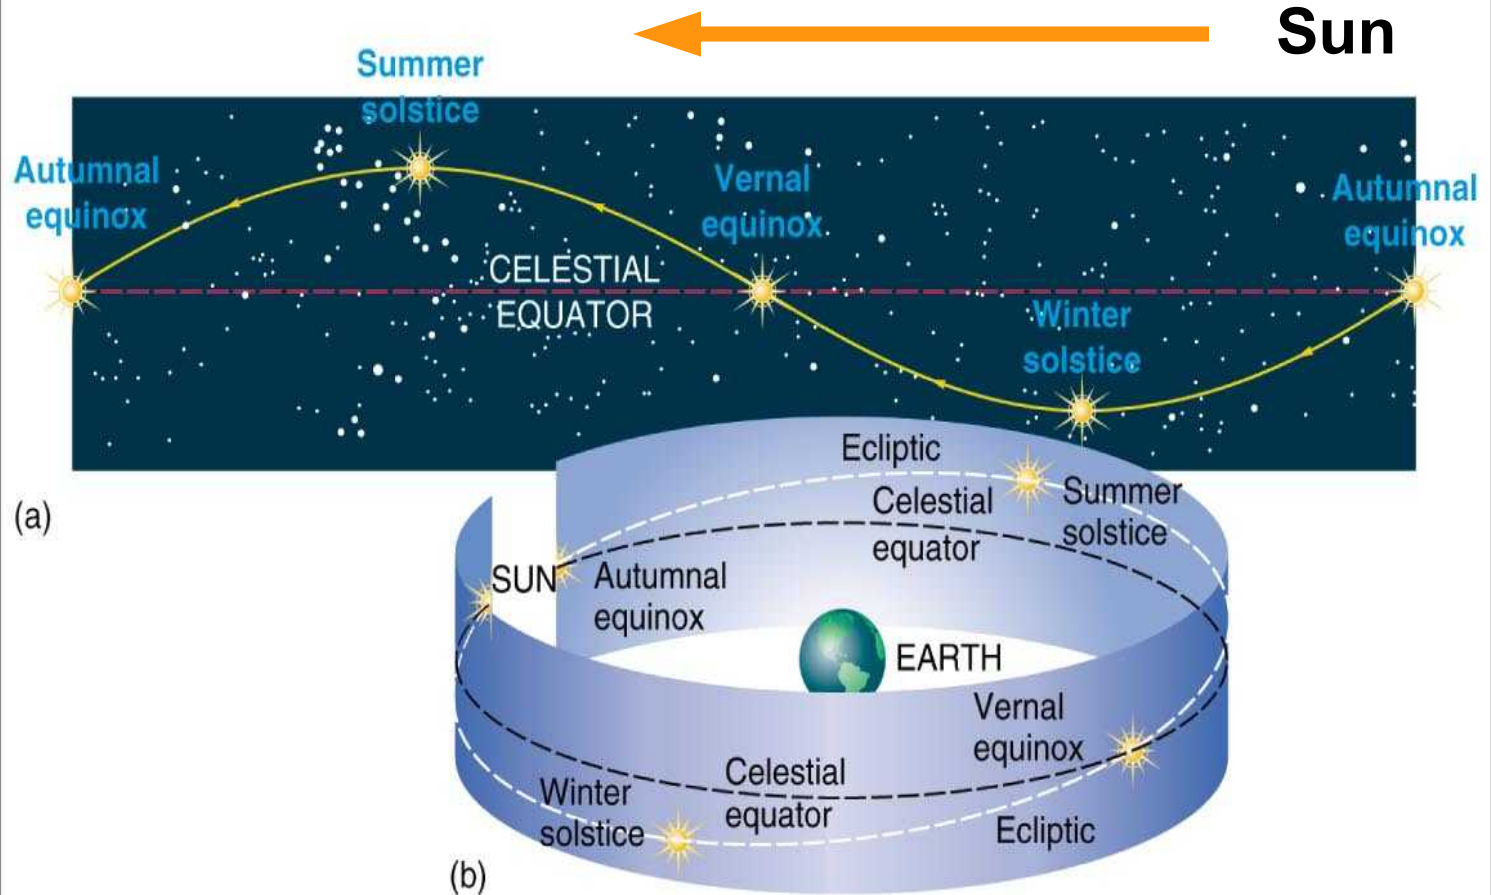 Sun
Summer
solstice
Autumnal
equinox
Vernal
equinox
Autumnal
equinox
CELESTIAL
EQUATOR
Winter
solstice
(a)
Ecliptic
Summer
solstice
Celestial
equator
SUN
Autumnal
equinox
EARTH
Vernal
equinox
Celestial
equator
Winter
solstice
Ecliptic
(b)